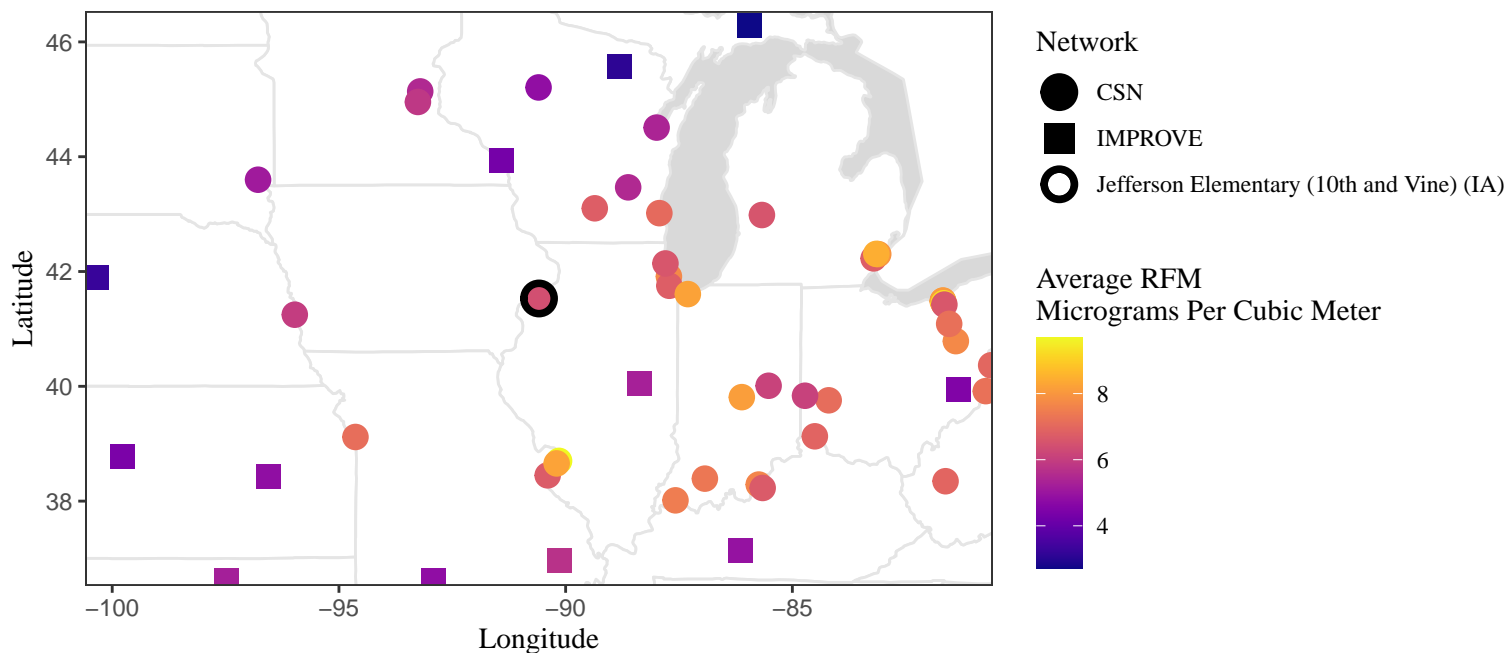 46
44
42
40
38
Latitude
−100
−95
−90
−85
Longitude
Network
CSN
IMPROVE
Jefferson Elementary (10th and Vine) (IA)
Average RFM
Micrograms Per Cubic Meter
8
6
4